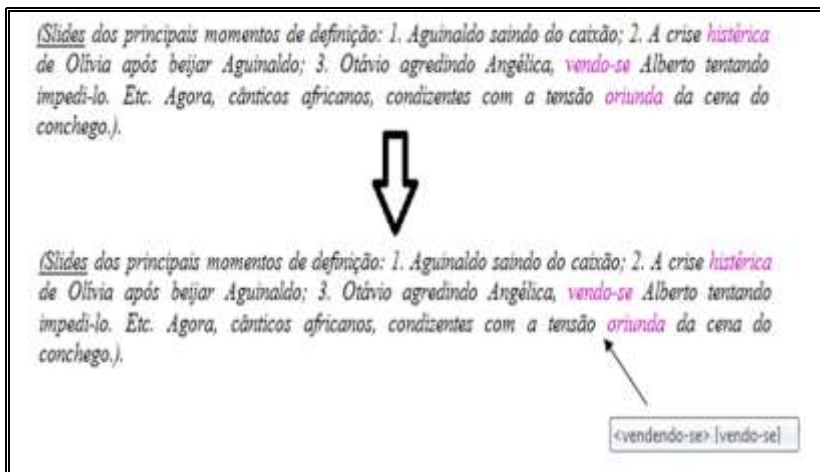 (Slides dos principais momentos de definição: 1. Aguinaldo saindo do caixão; 2. A crise histérica
de Olívia após beijar Aguinaldo; 3. Otávio agredindo Angélica, vendo-se Alberto tentando
impedi-lo. Etc. Agora, cânticos africanos, condizentes com a tensão oriunda da cena do
conchego.).
(Slides dos principais momentos de definição: 1. Aguinaldo saindo do caixão; 2. A crise histérica
de Olívia após beijar Aguinaldo; 3. Otávio agredindo Angélica, vendo-se Alberto tentando
impedi-lo. Etc. Agora, cânticos africanos, condizentes com a tensão oriunda da cena do
conchego.).
<vendendo-se> [vendo-se]